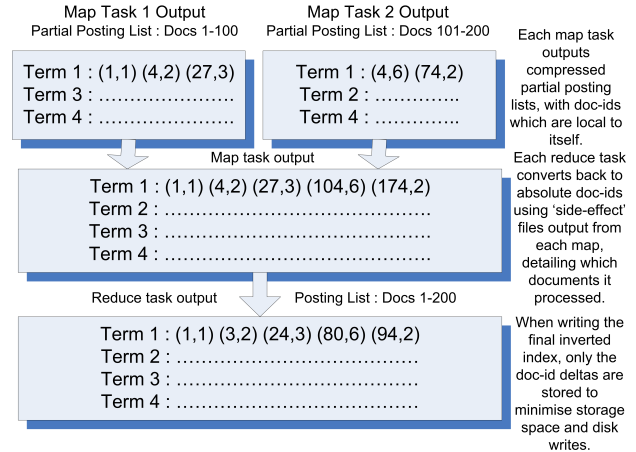 Map Task 1 Output
Partial Posting List : Docs 1-100
Term 1 : (1,1) (4,2) (27,3)
Term 3 : ..........................
Term 4 : ..........................
Map Task 2 Output
Partial Posting List : Docs 101-200
Term 1 : (4,6) (74,2)
Term 2 : ................
Term 4 : ................
Each map task
outputs
compressed
partial posting
lists, with doc-ids
which are local to
itself.
Map task output
Term 1 : (1,1) (4,2) (27,3) (104,6) (174,2)
Term 2 : ....................................................
Term 3 : ....................................................
Term 4 : ....................................................
Each reduce task
converts back to
absolute doc-ids
using ‘side-effect’
files output from
each map,
detailing which
documents it
processed.
Reduce task output
Posting List : Docs 1-200
Term 1 : (1,1) (3,2) (24,3) (80,6) (94,2)
Term 2 : ................................................
Term 3 : ................................................
Term 4 : ................................................
When writing the
final inverted
index, only the
doc-id deltas are
stored to
minimise storage
space and disk
writes.